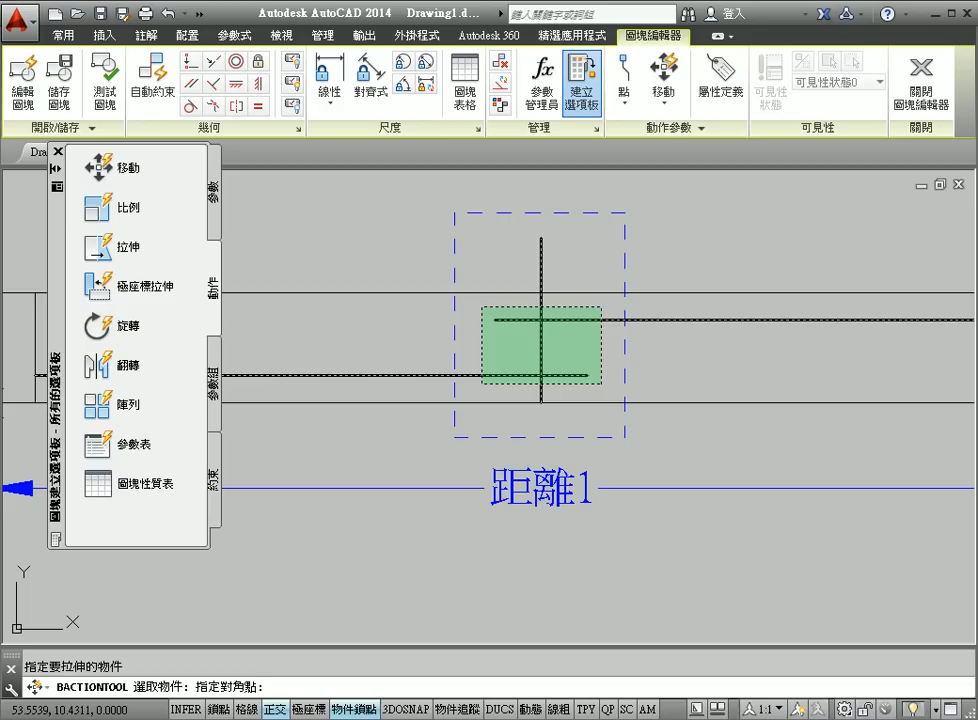 Autodesk AutoCAD 2014 Drawing1.d... 鍵入關鍵字或詞組 登入
常用 插入 註解 配置 參數式 檢視 管理 輸出 外掛程式 Autodesk 360 精選應用程式 圖塊編輯器
編輯圖塊 儲存圖塊 測試圖塊 自動約束 線性 對齊式 圖塊表格 參數管理員 建立選項板 點 移動 屬性定義 可見性狀態 可見性狀態0 關閉圖塊編輯器
開啟/儲存 幾何 尺度 管理 動作參數 可見性 關閉
Dra
移動
比例
拉伸
極座標拉伸
旋轉
翻轉
陣列
參數表
圖塊性質表
參數
動作
參數組
約束
圖塊建立選項板 - 所有的選項板
距離1
Y
X
指定要拉伸的物件
BACTIONTOOL 選取物件: 指定對角點:
53.5539, 10.4311, 0.0000 INFER 鎖點 格線 正交 極座標 物件鎖點 3DOSNAP 物件追蹤 DUCS 動態 線粗 TPY QP SC AM 1:1